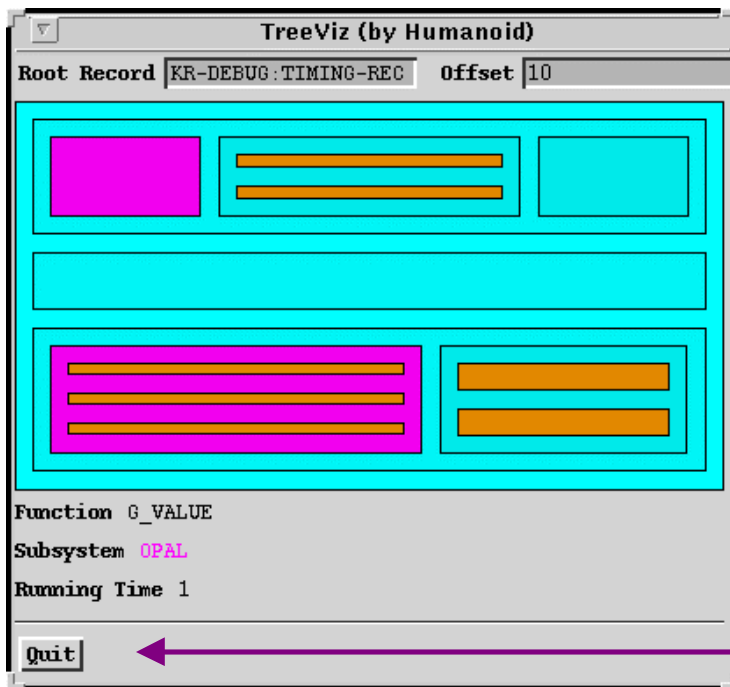 TreeViz (by Humanoid)
Root Record KR-DEBUG:TIMING-REC Offset 10
Function G_VALUE
Subsystem OPAL
Running Time 1
Quit